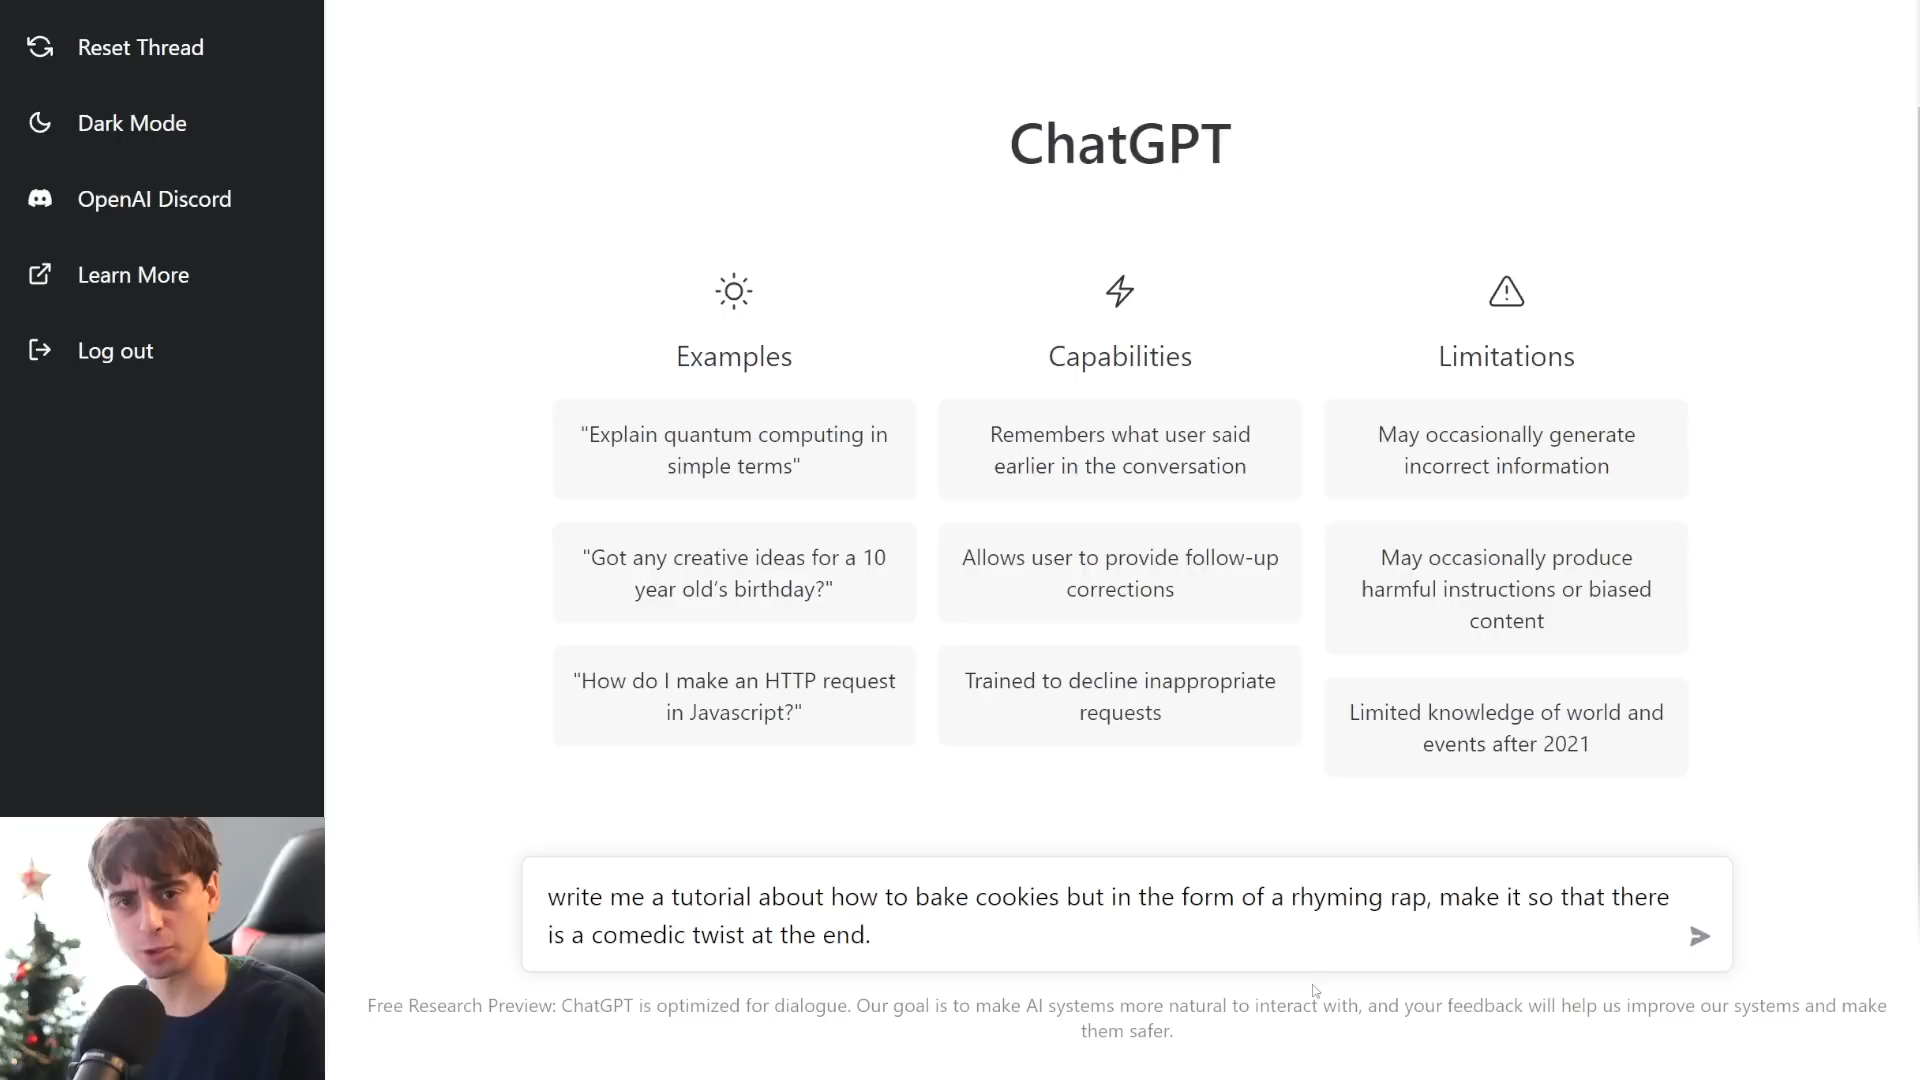 Reset Thread
Dark Mode
OpenAI Discord
Learn More
Log out
ChatGPT
Examples
"Explain quantum computing in
simple terms"
"Got any creative ideas for a 10
year old’s birthday?"
"How do I make an HTTP request
in Javascript?"
Capabilities
Remembers what user said
earlier in the conversation
Allows user to provide follow-up
corrections
Trained to decline inappropriate
requests
Limitations
May occasionally generate
incorrect information
May occasionally produce
harmful instructions or biased
content
Limited knowledge of world and
events after 2021
write me a tutorial about how to bake cookies but in the form of a rhyming rap, make it so that there
is a comedic twist at the end.
Free Research Preview: ChatGPT is optimized for dialogue. Our goal is to make AI systems more natural to interact with, and your feedback will help us improve our systems and make
them safer.